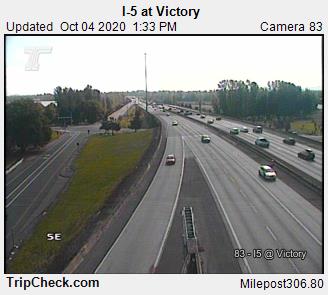 I-5 at Victory
Updated Oct 04 2020 1:33 PM Camera 83
Tr
SE
83 - I5 @ Victory
TripCheck.com Milepost306.80